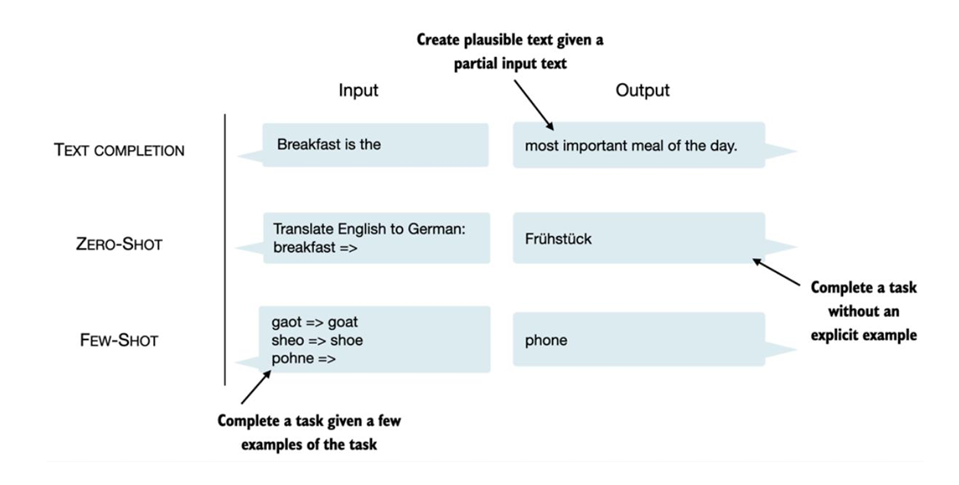 Create plausible text given a
partial input text
Input
Output
TEXT COMPLETION
Breakfast is the
most important meal of the day.
ZERO-SHOT
Translate English to German:
breakfast =>
Frühstück
Complete a task
without an
explicit example
FEW-SHOT
gaot => goat
sheo => shoe
pohne =>
phone
Complete a task given a few
examples of the task